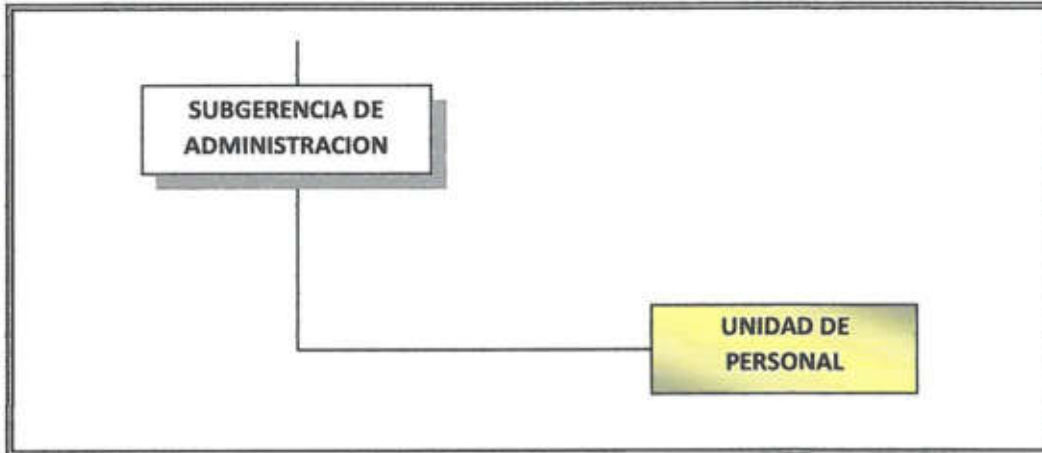 SUBGERENCIA DE
ADMINISTRACION
UNIDAD DE
PERSONAL